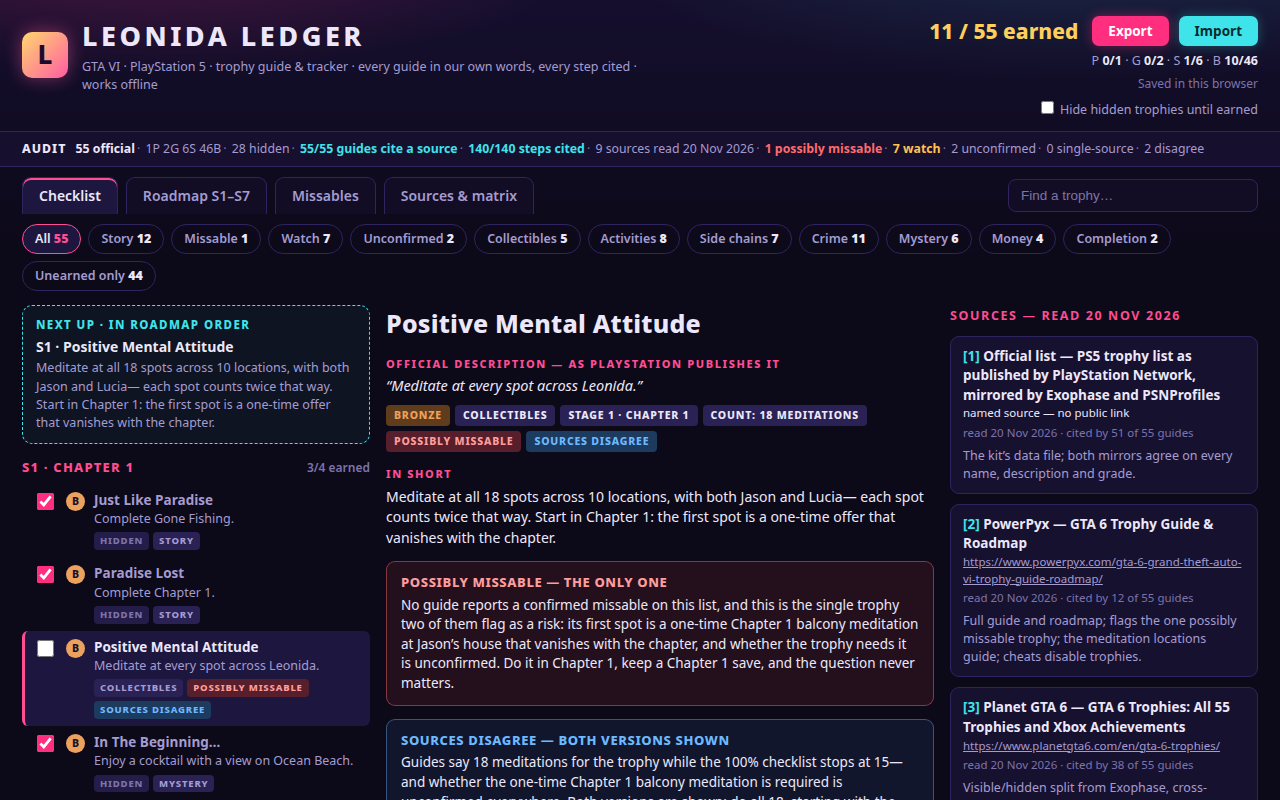 L
LEONIDA LEDGER
GTA VI · PlayStation 5 · trophy guide & tracker · every guide in our own words, every step cited ·
works offline
11 / 55 earned
Export
Import
P 0/1 · G 0/2 · S 1/6 · B 10/46
Saved in this browser
Hide hidden trophies until earned
AUDIT 55 official · 1P 2G 6S 46B · 28 hidden · 55/55 guides cite a source · 140/140 steps cited · 9 sources read 20 Nov 2026 · 1 possibly missable · 7 watch · 2 unconfirmed · 0 single-source · 2 disagree
Checklist
Roadmap S1–S7
Missables
Sources & matrix
Find a trophy…
All 55
Story 12
Missable 1
Watch 7
Unconfirmed 2
Collectibles 5
Activities 8
Side chains 7
Crime 11
Mystery 6
Money 4
Completion 2
Unearned only 44
NEXT UP · IN ROADMAP ORDER
S1 · Positive Mental Attitude
Meditate at all 18 spots across 10 locations, with both
Jason and Lucia— each spot counts twice that way.
Start in Chapter 1: the first spot is a one-time offer
that vanishes with the chapter.
S1 · CHAPTER 1
3/4 earned
B
Just Like Paradise
Complete Gone Fishing.
HIDDEN
STORY
B
Paradise Lost
Complete Chapter 1.
HIDDEN
STORY
B
Positive Mental Attitude
Meditate at every spot across Leonida.
COLLECTIBLES
POSSIBLY MISSABLE
SOURCES DISAGREE
B
In The Beginning…
Enjoy a cocktail with a view on Ocean Beach.
HIDDEN
MYSTERY
Positive Mental Attitude
OFFICIAL DESCRIPTION — AS PLAYSTATION PUBLISHES IT
“Meditate at every spot across Leonida.”
BRONZE
COLLECTIBLES
STAGE 1 · CHAPTER 1
COUNT: 18 MEDITATIONS
POSSIBLY MISSABLE
SOURCES DISAGREE
IN SHORT
Meditate at all 18 spots across 10 locations, with both Jason and Lucia— each spot
counts twice that way. Start in Chapter 1: the first spot is a one-time offer that
vanishes with the chapter.
POSSIBLY MISSABLE — THE ONLY ONE
No guide reports a confirmed missable on this list, and this is the single trophy
two of them flag as a risk: its first spot is a one-time Chapter 1 balcony meditation
at Jason’s house that vanishes with the chapter, and whether the trophy needs it
is unconfirmed. Do it in Chapter 1, keep a Chapter 1 save, and the question never
matters.
SOURCES DISAGREE — BOTH VERSIONS SHOWN
Guides say 18 meditations for the trophy while the 100% checklist stops at 15—
and whether the one-time Chapter 1 balcony meditation is required is
unconfirmed everywhere. Both versions are shown: do all 18, starting with the
SOURCES — READ 20 NOV 2026
[1] Official list — PS5 trophy list as
published by PlayStation Network,
mirrored by Exophase and PSNProfiles
named source — no public link
read 20 Nov 2026 · cited by 51 of 55 guides
The kit’s data file; both mirrors agree on every
name, description and grade.
[2] PowerPyx — GTA 6 Trophy Guide &
Roadmap
https://www.powerpyx.com/gta-6-grand-theft-auto-
vi-trophy-guide-roadmap/
read 20 Nov 2026 · cited by 12 of 55 guides
Full guide and roadmap; flags the one possibly
missable trophy; the meditation locations
guide; cheats disable trophies.
[3] Planet GTA 6 — GTA 6 Trophies: All 55
Trophies and Xbox Achievements
https://www.planetgta6.com/en/gta-6-trophies/
read 20 Nov 2026 · cited by 38 of 55 guides
Visible/hidden split from Exophase, cross-